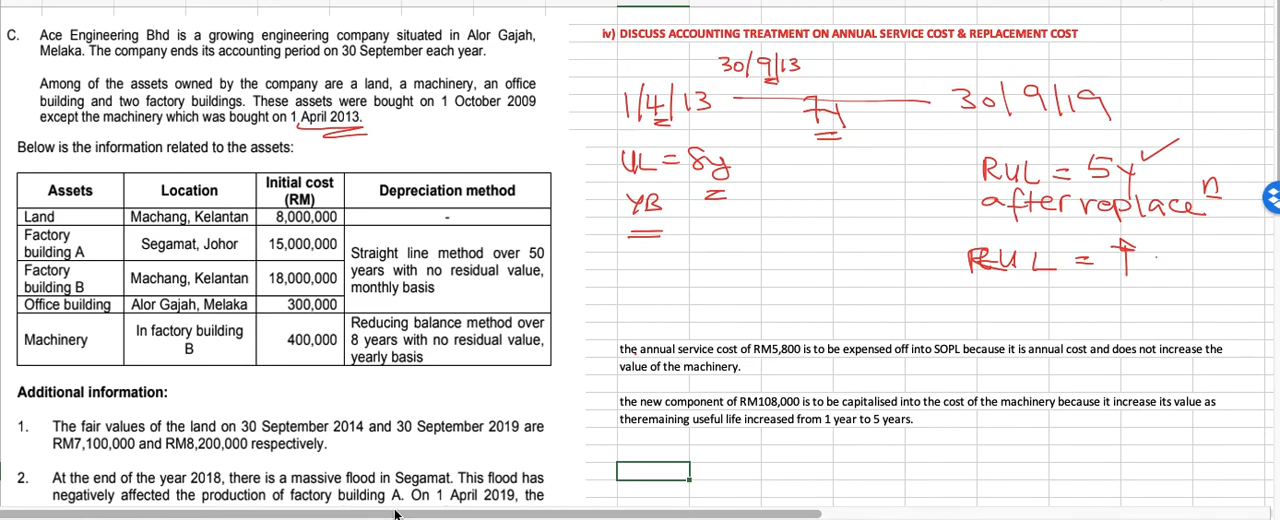 C. Ace Engineering Bhd is a growing engineering company situated in Alor Gajah,
Melaka. The company ends its accounting period on 30 September each year.
Among of the assets owned by the company are a land, a machinery, an office
building and two factory buildings. These assets were bought on 1 October 2009
except the machinery which was bought on 1 April 2013.
Below is the information related to the assets:
Assets Location Initial cost (RM) Depreciation method
Land Machang, Kelantan 8,000,000 -
Factory building A Segamat, Johor 15,000,000
Factory building B Machang, Kelantan 18,000,000
Office building Alor Gajah, Melaka 300,000
Straight line method over 50
years with no residual value,
monthly basis
Machinery In factory building B 400,000
Reducing balance method over
8 years with no residual value,
yearly basis
Additional information:
1. The fair values of the land on 30 September 2014 and 30 September 2019 are
RM7,100,000 and RM8,200,000 respectively.
2. At the end of the year 2018, there is a massive flood in Segamat. This flood has
negatively affected the production of factory building A. On 1 April 2019, the
iv) DISCUSS ACCOUNTING TREATMENT ON ANNUAL SERVICE COST & REPLACEMENT COST
30/9/13
1/4/13 7y 30/9/19
UL = 8y
YB
RUL = 5y
after replace n
RUL = ↑
the annual service cost of RM5,800 is to be expensed off into SOPL because it is annual cost and does not increase the
value of the machinery.
the new component of RM108,000 is to be capitalised into the cost of the machinery because it increase its value as
theremaining useful life increased from 1 year to 5 years.